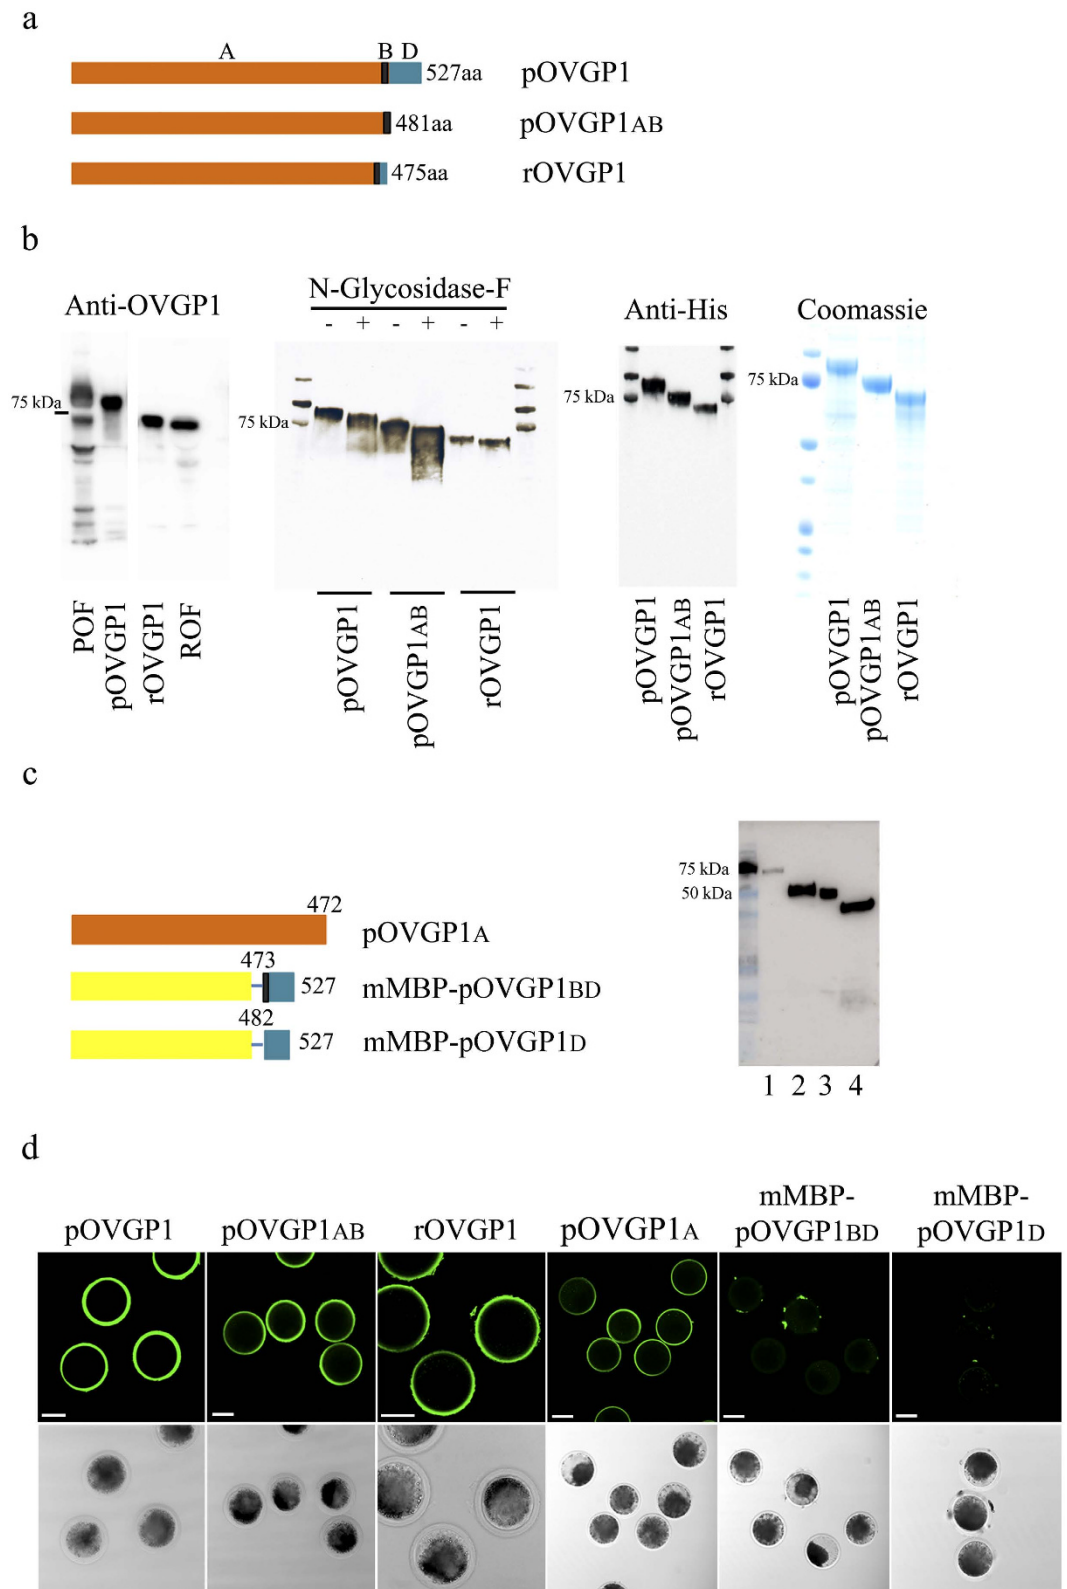 a
A B D
527aa pOVGP1
481aa pOVGP1AB
475aa rOVGP1
b
Anti-OVGP1
N-Glycosidase-F
- + - + - +
Anti-His
Coomassie
75 kDa
75 kDa
75 kDa
75 kDa
POF
pOVGP1
rOVGP1
ROF
pOVGP1
pOVGP1AB
rOVGP1
pOVGP1
pOVGP1AB
rOVGP1
pOVGP1
pOVGP1AB
rOVGP1
c
472
pOVGP1A
473
527 mMBP-pOVGP1BD
482
527 mMBP-pOVGP1D
75 kDa
50 kDa
1 2 3 4
d
pOVGP1
pOVGP1AB
rOVGP1
pOVGP1A
mMBP-
pOVGP1BD
mMBP-
pOVGP1D